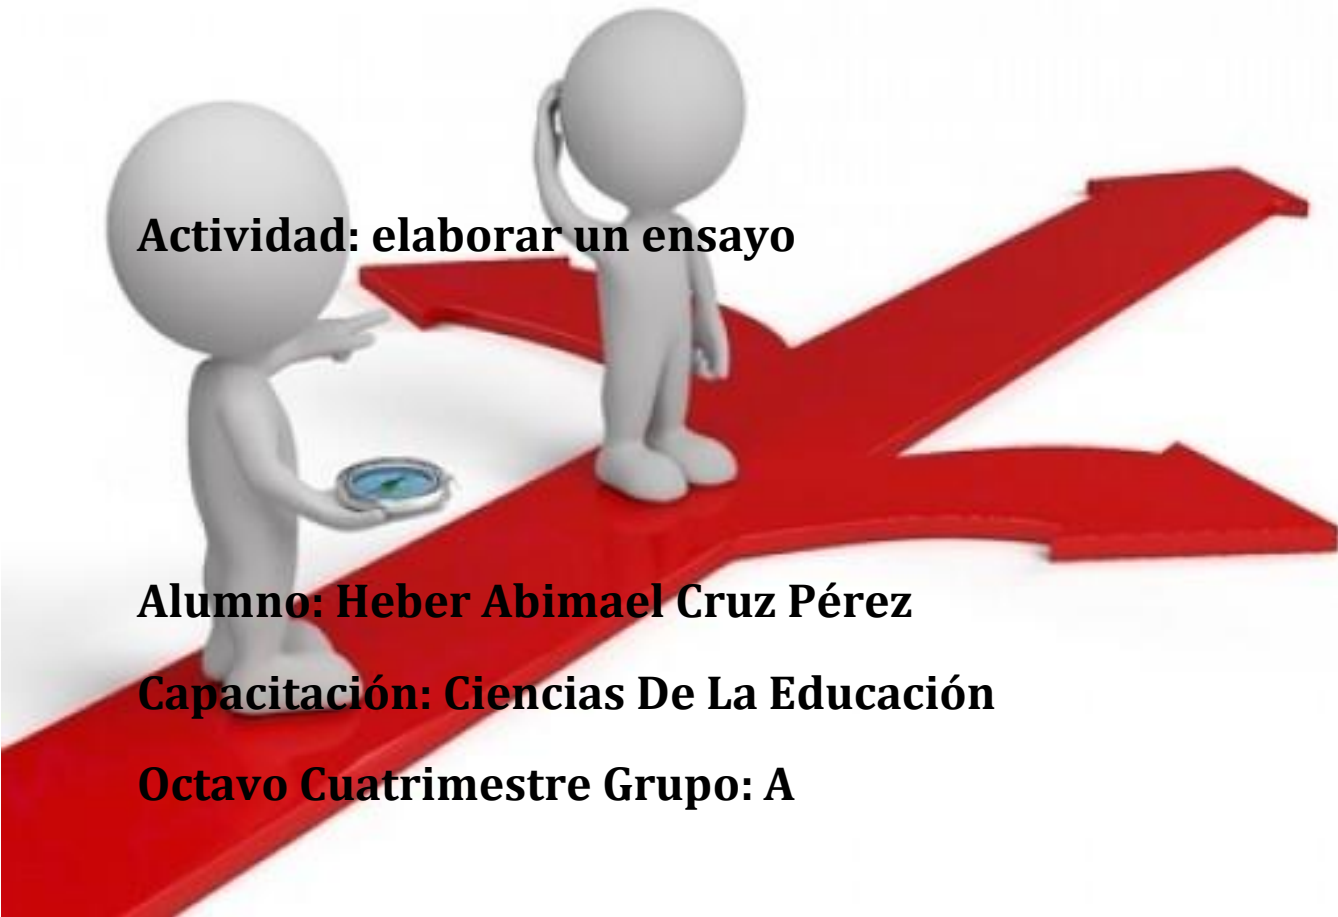 Actividad: elaborar un ensayo
Alumno: Heber Abimael Cruz Pérez
Capacitación: Ciencias De La Educación
Octavo Cuatrimestre Grupo: A